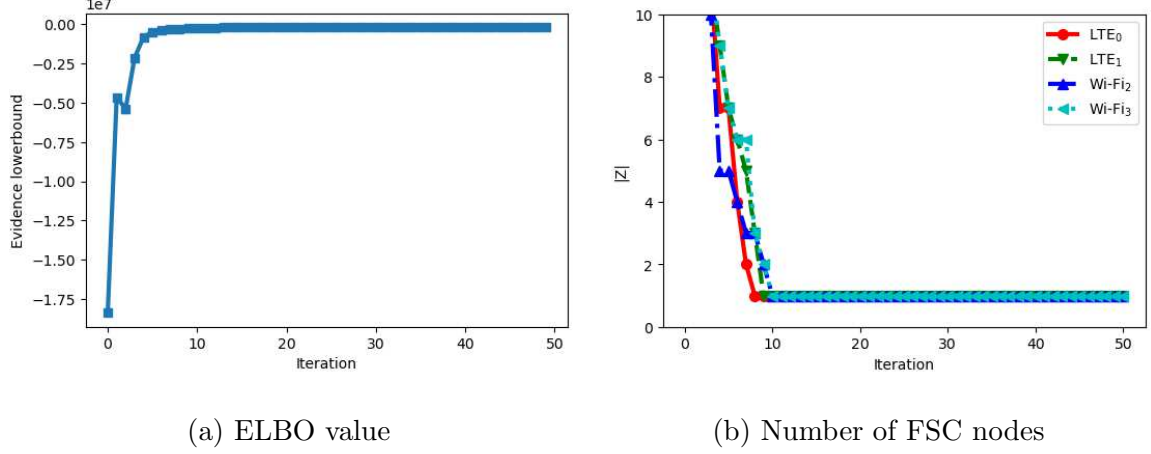 1e7
0.00
−0.25
−0.50
−0.75
−1.00
−1.25
−1.50
−1.75
Evidence lowerbound
0 10 20 30 40 50
Iteration
10
8
6
4
2
0
|Z|
0 10 20 30 40 50
Iteration
LTE₀
LTE₁
Wi-Fi₂
Wi-Fi₃
(a) ELBO value
(b) Number of FSC nodes